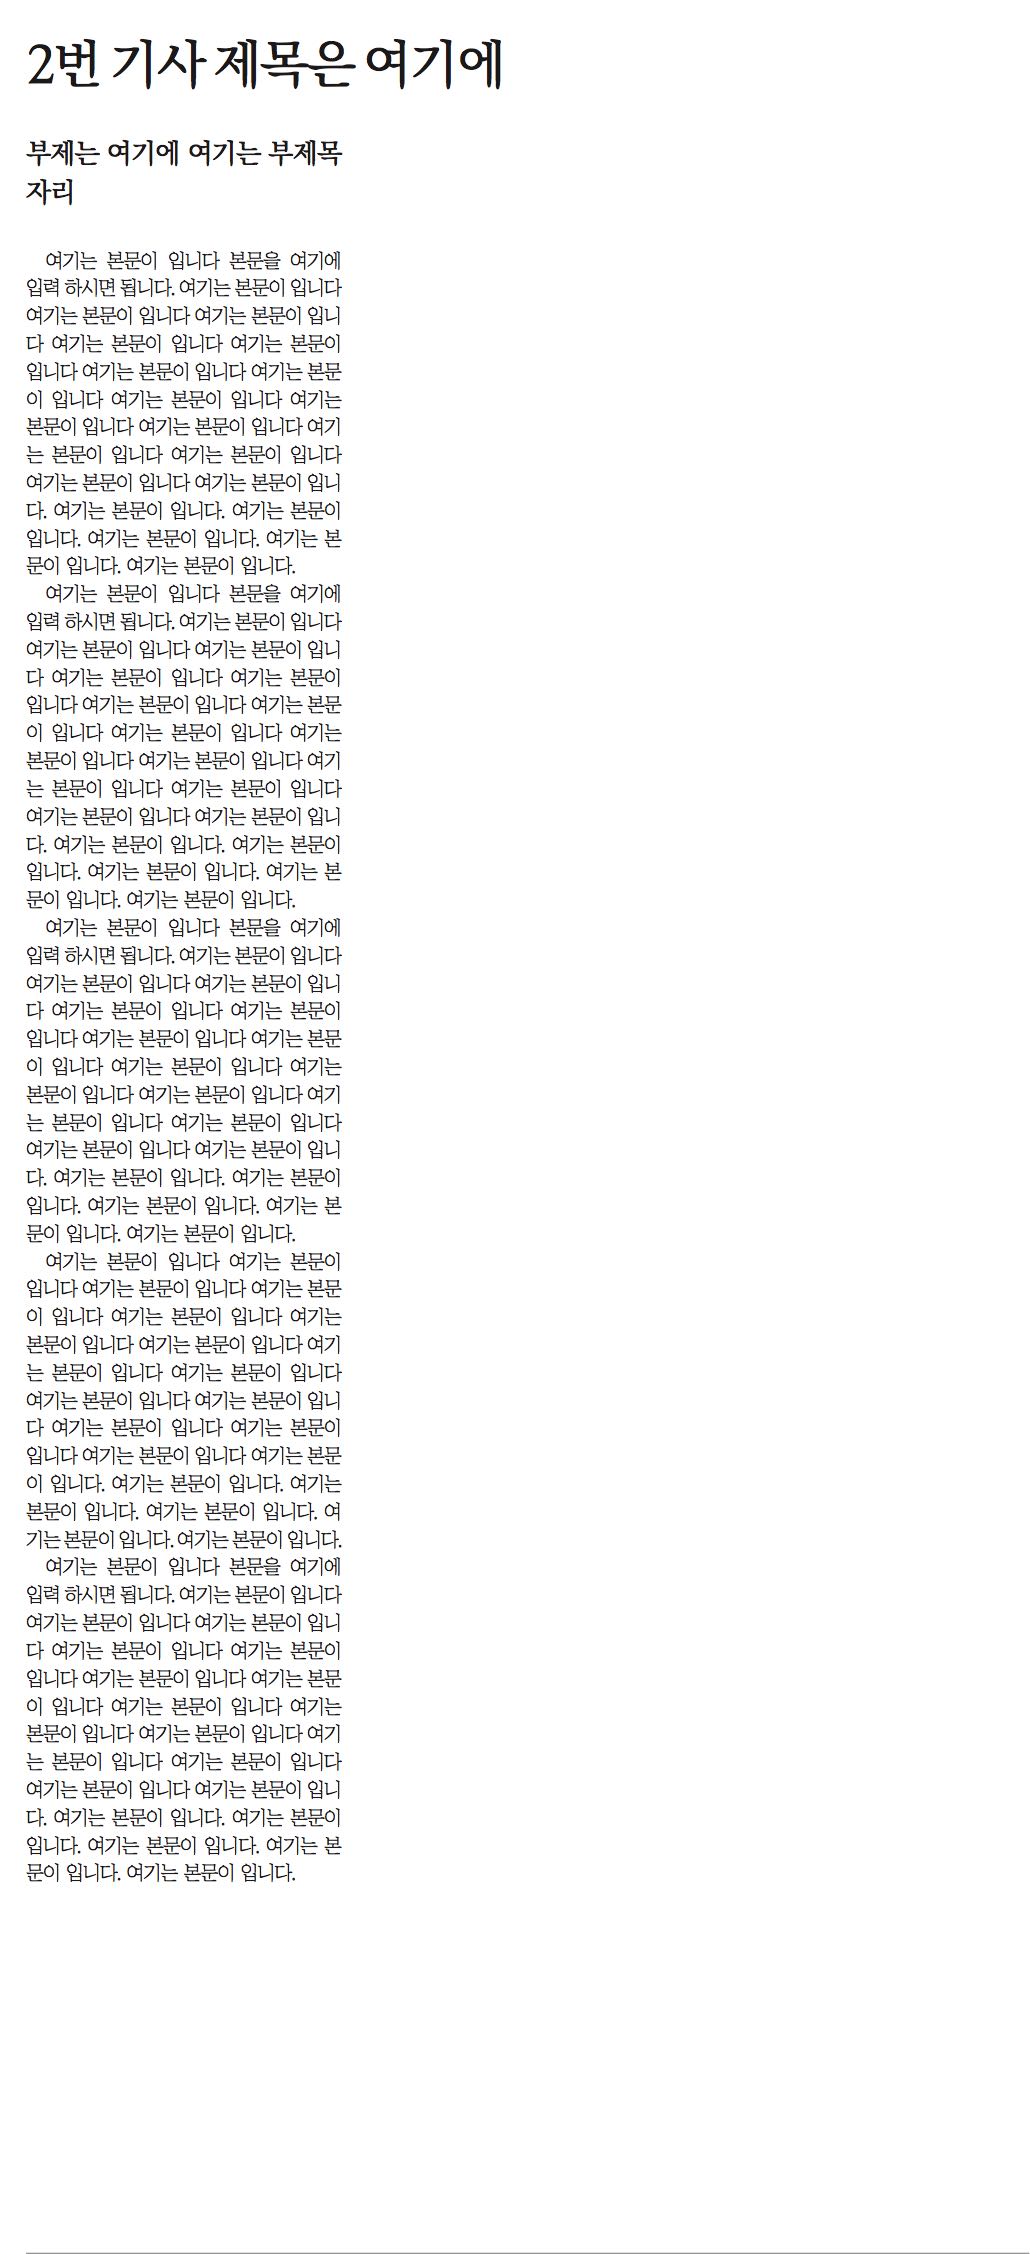 2번 기사 제목은 여기에
부제는 여기에 여기는 부제목
자리
여기는 본문이 입니다 본문을 여기에
입력 하시면 됩니다. 여기는 본문이 입니다
여기는 본문이 입니다 여기는 본문이 입니
다 여기는 본문이 입니다 여기는 본문이
입니다 여기는 본문이 입니다 여기는 본문
이 입니다 여기는 본문이 입니다 여기는
본문이 입니다 여기는 본문이 입니다 여기
는 본문이 입니다 여기는 본문이 입니다
여기는 본문이 입니다 여기는 본문이 입니
다. 여기는 본문이 입니다. 여기는 본문이
입니다. 여기는 본문이 입니다. 여기는 본
문이 입니다. 여기는 본문이 입니다.
여기는 본문이 입니다 본문을 여기에
입력 하시면 됩니다. 여기는 본문이 입니다
여기는 본문이 입니다 여기는 본문이 입니
다 여기는 본문이 입니다 여기는 본문이
입니다 여기는 본문이 입니다 여기는 본문
이 입니다 여기는 본문이 입니다 여기는
본문이 입니다 여기는 본문이 입니다 여기
는 본문이 입니다 여기는 본문이 입니다
여기는 본문이 입니다 여기는 본문이 입니
다. 여기는 본문이 입니다. 여기는 본문이
입니다. 여기는 본문이 입니다. 여기는 본
문이 입니다. 여기는 본문이 입니다.
여기는 본문이 입니다 본문을 여기에
입력 하시면 됩니다. 여기는 본문이 입니다
여기는 본문이 입니다 여기는 본문이 입니
다 여기는 본문이 입니다 여기는 본문이
입니다 여기는 본문이 입니다 여기는 본문
이 입니다 여기는 본문이 입니다 여기는
본문이 입니다 여기는 본문이 입니다 여기
는 본문이 입니다 여기는 본문이 입니다
여기는 본문이 입니다 여기는 본문이 입니
다. 여기는 본문이 입니다. 여기는 본문이
입니다. 여기는 본문이 입니다. 여기는 본
문이 입니다. 여기는 본문이 입니다.
여기는 본문이 입니다 여기는 본문이
입니다 여기는 본문이 입니다 여기는 본문
이 입니다 여기는 본문이 입니다 여기는
본문이 입니다 여기는 본문이 입니다 여기
는 본문이 입니다 여기는 본문이 입니다
여기는 본문이 입니다 여기는 본문이 입니
다 여기는 본문이 입니다 여기는 본문이
입니다 여기는 본문이 입니다 여기는 본문
이 입니다. 여기는 본문이 입니다. 여기는
본문이 입니다. 여기는 본문이 입니다. 여
기는 본문이 입니다. 여기는 본문이 입니다.
여기는 본문이 입니다 본문을 여기에
입력 하시면 됩니다. 여기는 본문이 입니다
여기는 본문이 입니다 여기는 본문이 입니
다 여기는 본문이 입니다 여기는 본문이
입니다 여기는 본문이 입니다 여기는 본문
이 입니다 여기는 본문이 입니다 여기는
본문이 입니다 여기는 본문이 입니다 여기
는 본문이 입니다 여기는 본문이 입니다
여기는 본문이 입니다 여기는 본문이 입니
다. 여기는 본문이 입니다. 여기는 본문이
입니다. 여기는 본문이 입니다. 여기는 본
문이 입니다. 여기는 본문이 입니다.